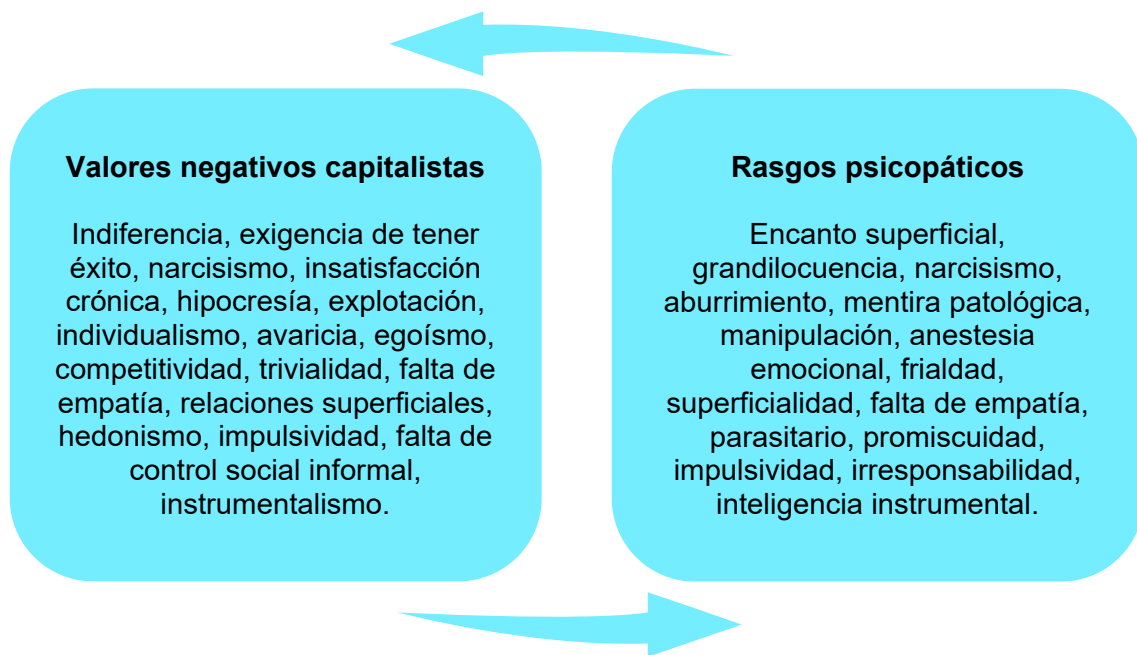 Valores negativos capitalistas
Indiferencia, exigencia de tener
éxito, narcisismo, insatisfacción
crónica, hipocresía, explotación,
individualismo, avaricia, egoísmo,
competitividad, trivialidad, falta de
empatía, relaciones superficiales,
hedonismo, impulsividad, falta de
control social informal,
instrumentalismo.
Rasgos psicopáticos
Encanto superficial,
grandilocuencia, narcisismo,
aburrimiento, mentira patológica,
manipulación, anestesia
emocional, frialdad,
superficialidad, falta de empatía,
parasitario, promiscuidad,
impulsividad, irresponsabilidad,
inteligencia instrumental.